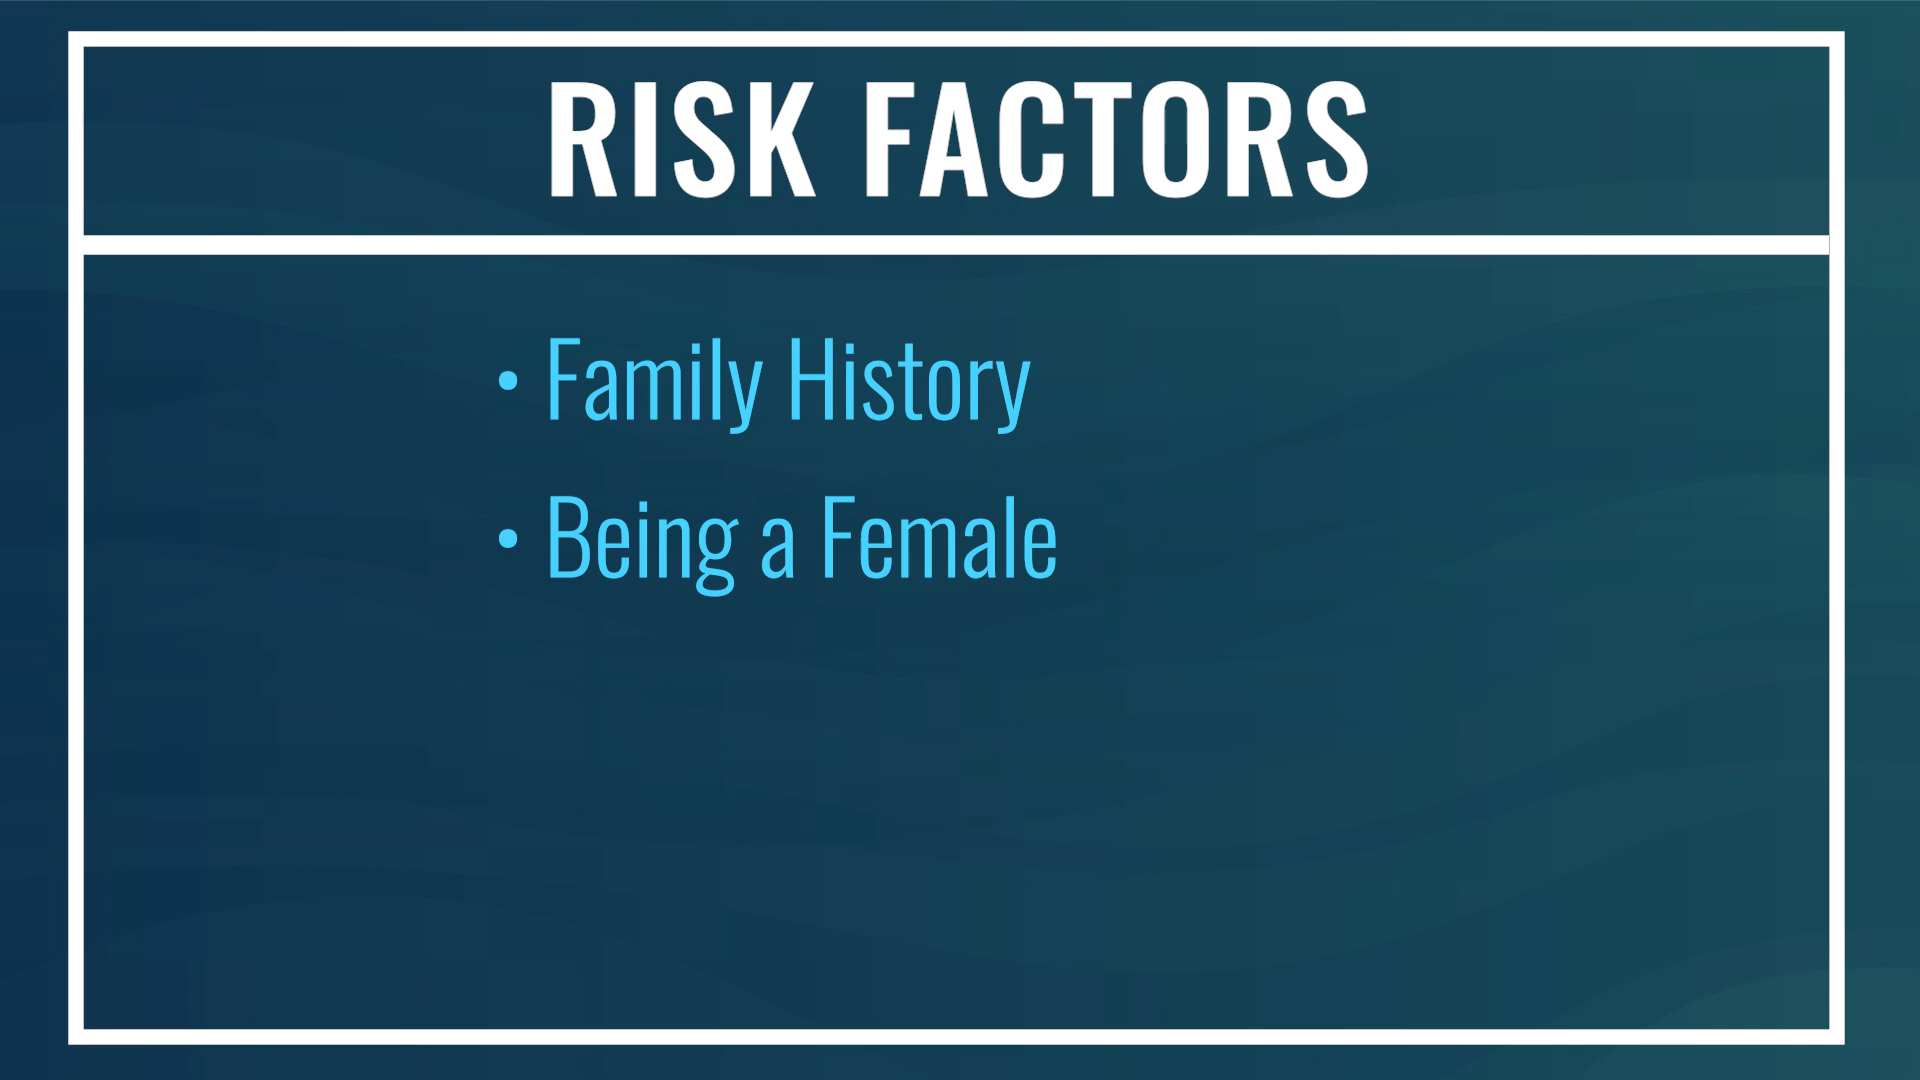 RISK FACTORS
• Family History
• Being a Female